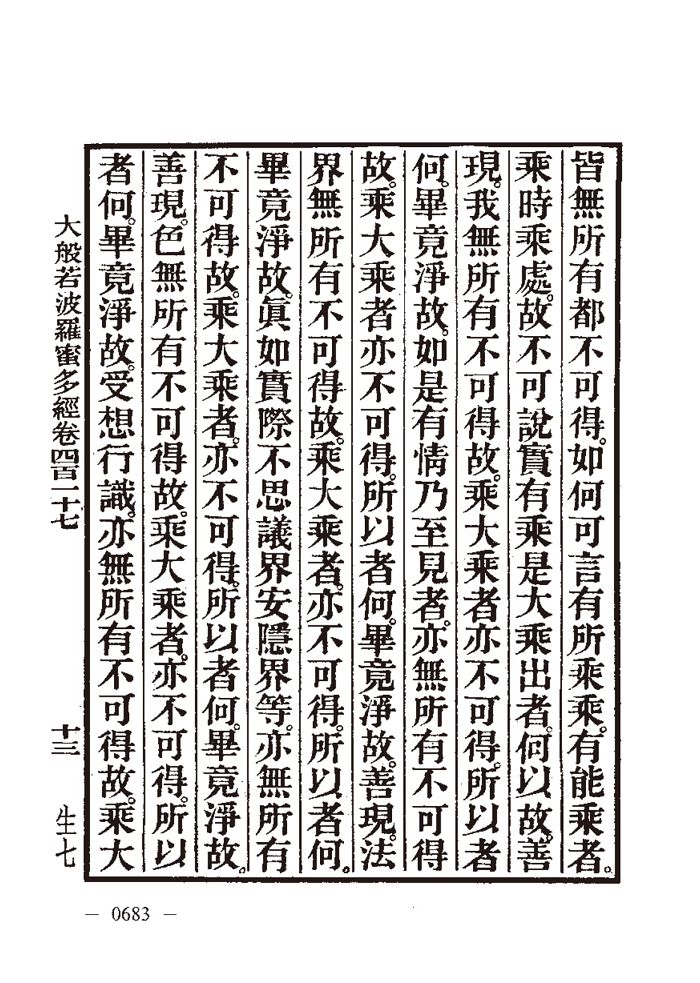 皆無所有都不可得。如何可言有所乘乘。有能乘者。
乘時乘處。故不可說實有乘是大乘出者。何以故。善
現。我無所有不可得故。乘大乘者亦不可得。所以者
何。畢竟淨故。如是有情乃至見者。亦無所有不可得
故。乘大乘者亦不可得。所以者何。畢竟淨故。善現。法
界無所有不可得故。乘大乘者。亦不可得。所以者何。
畢竟淨故。眞如實際不思議界安隱界等。亦無所有
不可得故。乘大乘者。亦不可得。所以者何。畢竟淨故。
善現。色無所有不可得故。乘大乘者。亦不可得。所以
者何。畢竟淨故。受想行識。亦無所有不可得故。乘大
大般若波羅蜜多經卷四百一十七 十三 生七
— 0683 —